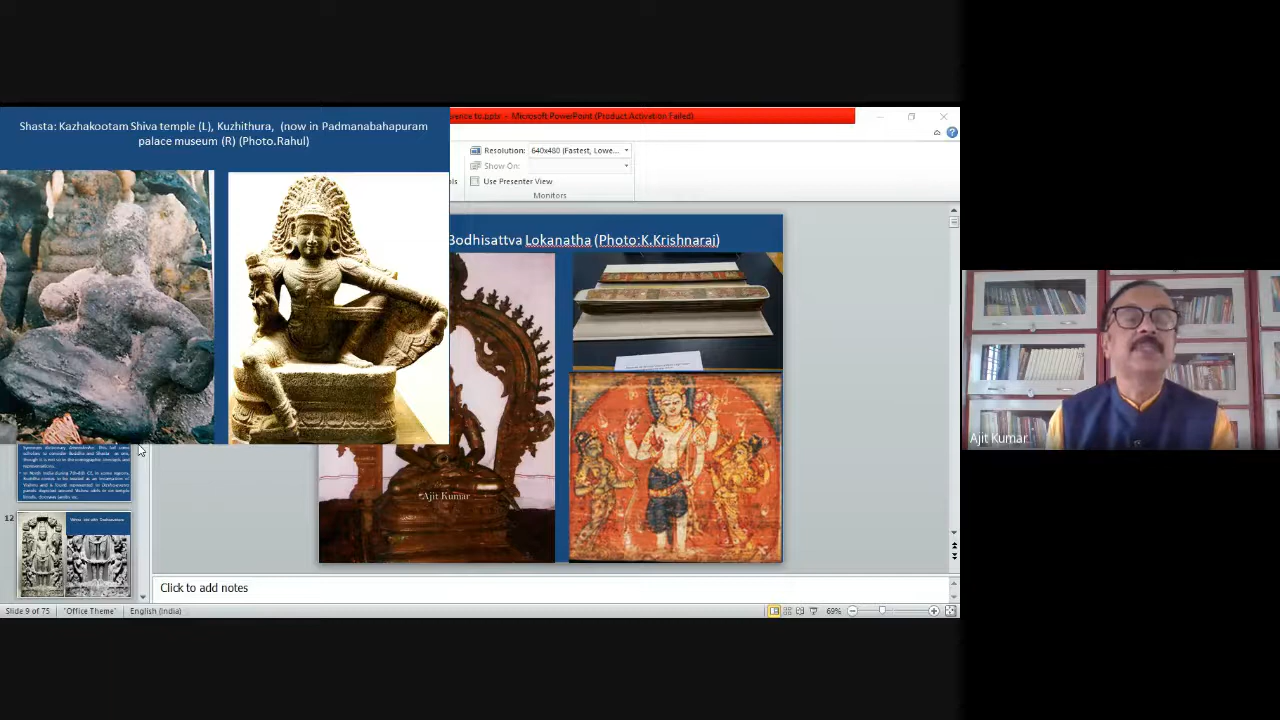 Shasta: Kazhakootam Shiva temple (L), Kuzhithura, (now in Padmanabahapuram
palace museum (R) (Photo.Rahul)
Microsoft PowerPoint (Product Activation Failed)
Resolution: 640x480 (Fastest, Lowe...
Show On:
Use Presenter View
Monitors
Bodhisattva Lokanatha (Photo:K.Krishnaraj)
*Ajit Kumar
Ajit Kumar
12
Click to add notes
Slide 9 of 75 "Office Theme" English (India) 69%